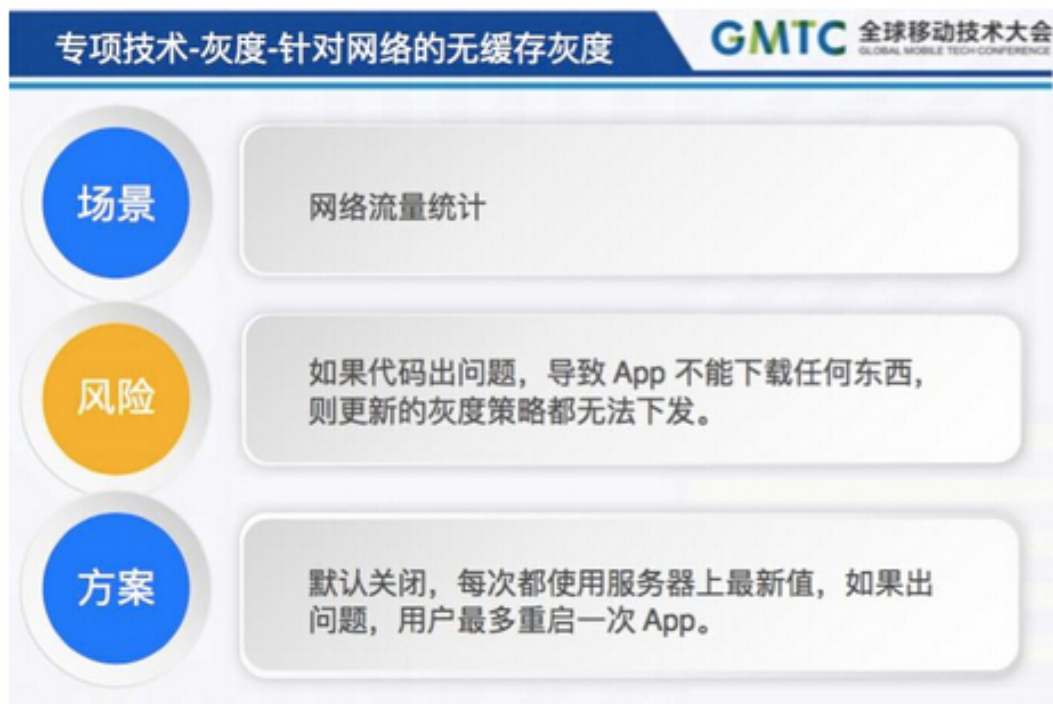 专项技术-灰度-针对网络的无缓存灰度
GMTC 全球移动技术大会
GLOBAL MOBILE TECH CONFERENCE
场景
网络流量统计
风险
如果代码出问题，导致 App 不能下载任何东西，
则更新的灰度策略都无法下发。
方案
默认关闭，每次都使用服务器上最新值，如果出
问题，用户最多重启一次 App。